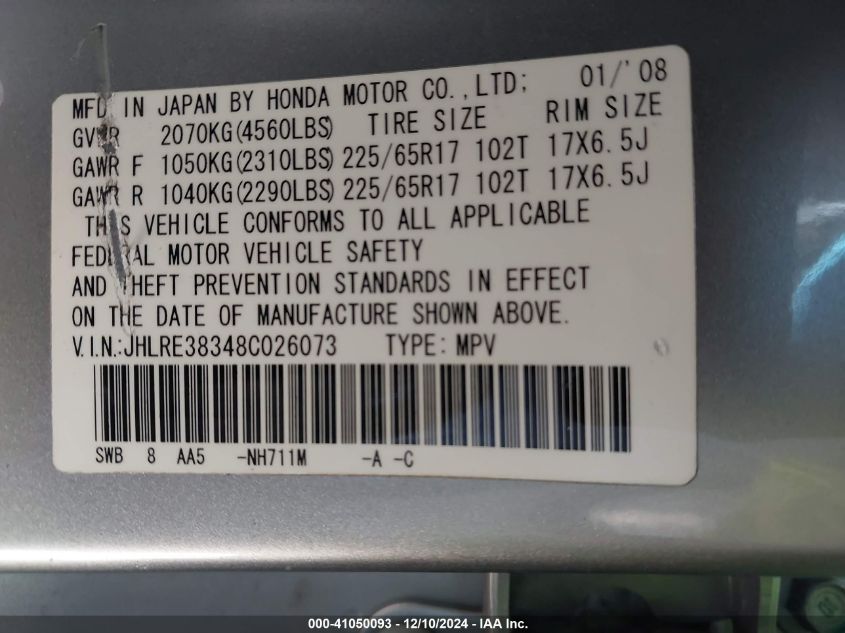 MFD IN JAPAN BY HONDA MOTOR CO.,LTD; 01/'08
GVWR 2070KG(4560LBS) TIRE SIZE RIM SIZE
GAWR F 1050KG(2310LBS) 225/65R17 102T 17X6.5J
GAWR R 1040KG(2290LBS) 225/65R17 102T 17X6.5J
THIS VEHICLE CONFORMS TO ALL APPLICABLE
FEDERAL MOTOR VEHICLE SAFETY
AND THEFT PREVENTION STANDARDS IN EFFECT
ON THE DATE OF MANUFACTURE SHOWN ABOVE.
V.I.N.:JHLRE38348C026073 TYPE: MPV
SWB 8 AA5 -NH711M -A -C
000-41050093 - 12/10/2024 - IAA Inc.